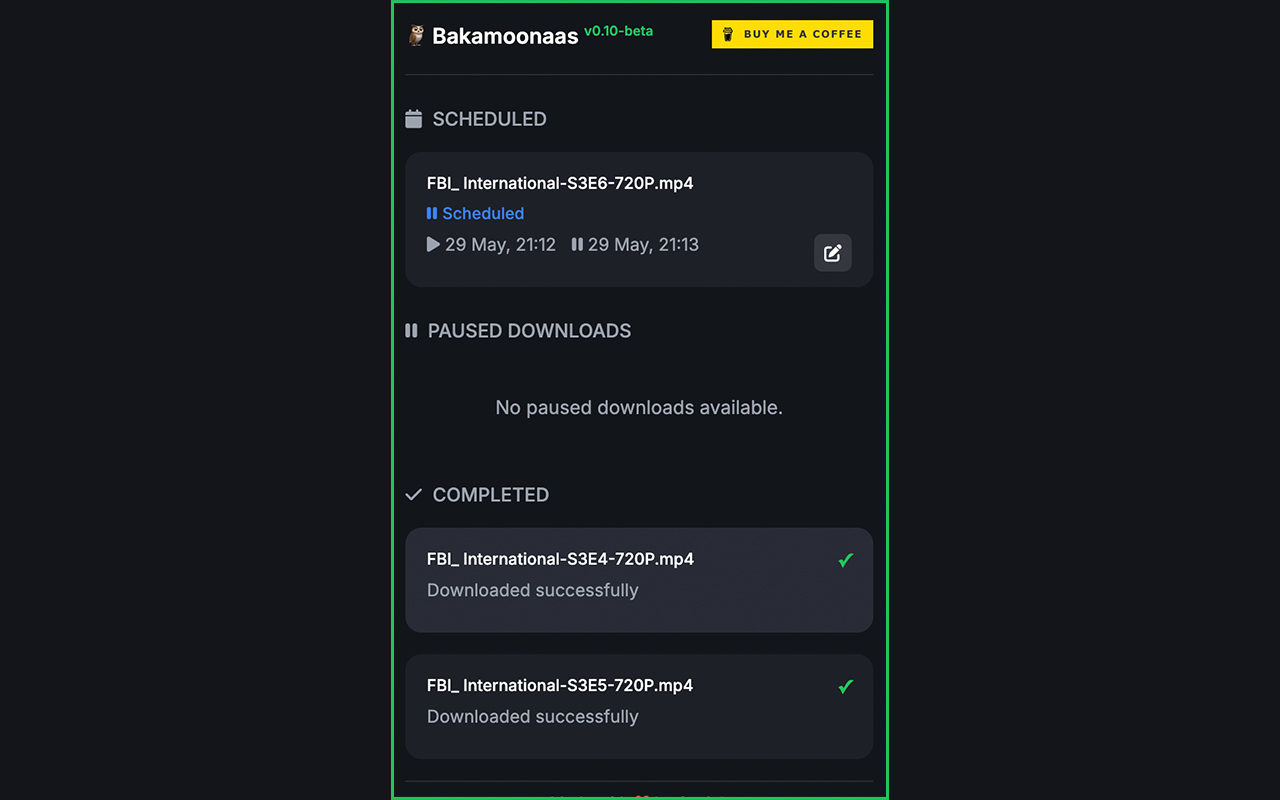 Bakamoonaas v0.10-beta
BUY ME A COFFEE
SCHEDULED
FBI_ International-S3E6-720P.mp4
Scheduled
29 May, 21:12 29 May, 21:13
PAUSED DOWNLOADS
No paused downloads available.
COMPLETED
FBI_ International-S3E4-720P.mp4
Downloaded successfully
FBI_ International-S3E5-720P.mp4
Downloaded successfully